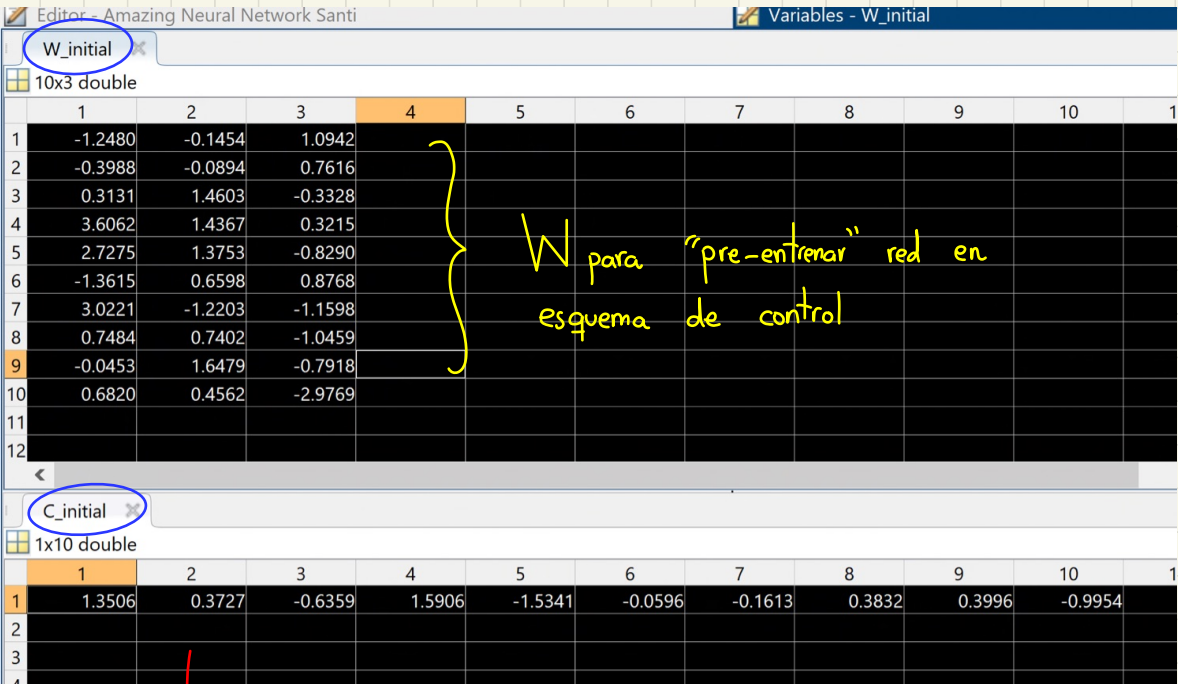 Editor - Amazing Neural Network Santi
Variables - W_initial
W_initial
10x3 double
1 2 3 4 5 6 7 8 9 10 1
1 -1.2480 -0.1454 1.0942
2 -0.3988 -0.0894 0.7616
3 0.3131 1.4603 -0.3328
4 3.6062 1.4367 0.3215
5 2.7275 1.3753 -0.8290
6 -1.3615 0.6598 0.8768
7 3.0221 -1.2203 -1.1598
8 0.7484 0.7402 -1.0459
9 -0.0453 1.6479 -0.7918
10 0.6820 0.4562 -2.9769
11
12
W para "pre-entrenar" red en
esquema de control
C_initial
1x10 double
1 2 3 4 5 6 7 8 9 10 1
1 1.3506 0.3727 -0.6359 1.5906 -1.5341 -0.0596 -0.1613 0.3832 0.3996 -0.9954
2
3
4